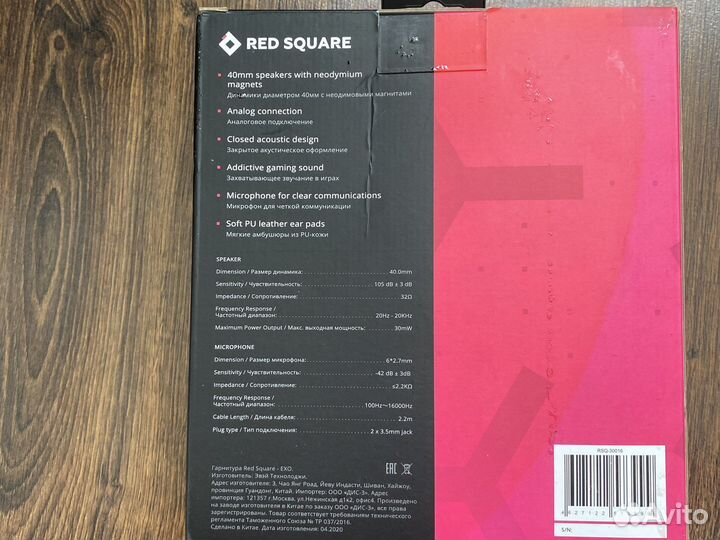 RED SQUARE
40mm speakers with neodymium
magnets
Динамики диаметром 40мм с неодимовыми магнитами
Analog connection
Аналоговое подключение
Closed acoustic design
Закрытое акустическое оформление
Addictive gaming sound
Захватывающее звучание в играх
Microphone for clear communications
Микрофон для четкой коммуникации
Soft PU leather ear pads
Мягкие амбушюры из PU-кожи
SPEAKER
Dimension / Размер динамика: 40.0mm
Sensitivity / Чувствительность: 105 dB ± 3 dB
Impedance / Сопротивление: 32Ω
Frequency Response /
Частотный диапазон: 20Hz - 20KHz
Maximum Power Output / Макс. выходная мощность: 30mW
MICROPHONE
Dimension / Размер микрофона: 6*2.7mm
Sensitivity / Чувствительность: -42 dB ± 3dB
Impedance / Сопротивление: ≤2.2KΩ
Frequency Response /
Частотный диапазон: 100Hz～16000Hz
Cable Length / Длина кабеля: 2.2m
Plug type / Тип подключения: 2 x 3.5mm jack
Гарнитура Red Square - EXO.
Изготовитель: Эвэй Технолоджи.
Адрес изготовителя: 3, Чао Янг Роад, Йеву Индасти, Шиван, Хайжоу,
провинция Гуандонг, Китай. Импортер: ООО «ДИС-3». Адрес
импортера: 121357 г.Москва, ул.Нежинская д1к2, офис4. Произведено
на заводе изготовителя в Китае по заказу ООО «ДИС-3», все права
зарегистрированы. Товар соответствует требованиям технического
регламента Таможенного Союза № ТР 037/2016.
Сделано в Китае. Дата изготовления: 04.2020
EAC
RSQ-30016
S/N:
Avito